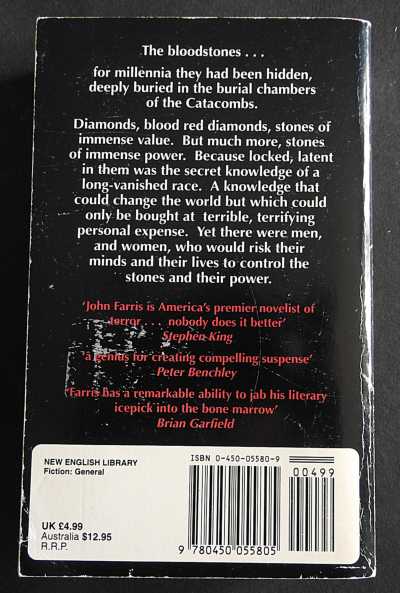 The bloodstones . . .
for millennia they had been hidden,
deeply buried in the burial chambers
of the Catacombs.
Diamonds, blood red diamonds, stones of
immense value. But much more, stones
of immense power. Because locked, latent
in them was the secret knowledge of a
long-vanished race. A knowledge that
could change the world but which could
only be bought at terrible, terrifying
personal expense. Yet there were men,
and women, who would risk their
minds and their lives to control the
stones and their power.
'John Farris is America's premier novelist of
terror nobody does it better'
Stephen King
'a genius for creating compelling suspense'
Peter Benchley
'Farris has a remarkable ability to jab his literary
icepick into the bone marrow'
Brian Garfield
NEW ENGLISH LIBRARY
Fiction: General
UK £4.99
Australia $12.95
R.R.P.
ISBN 0-450-05580-9
00499
9 780450 055805